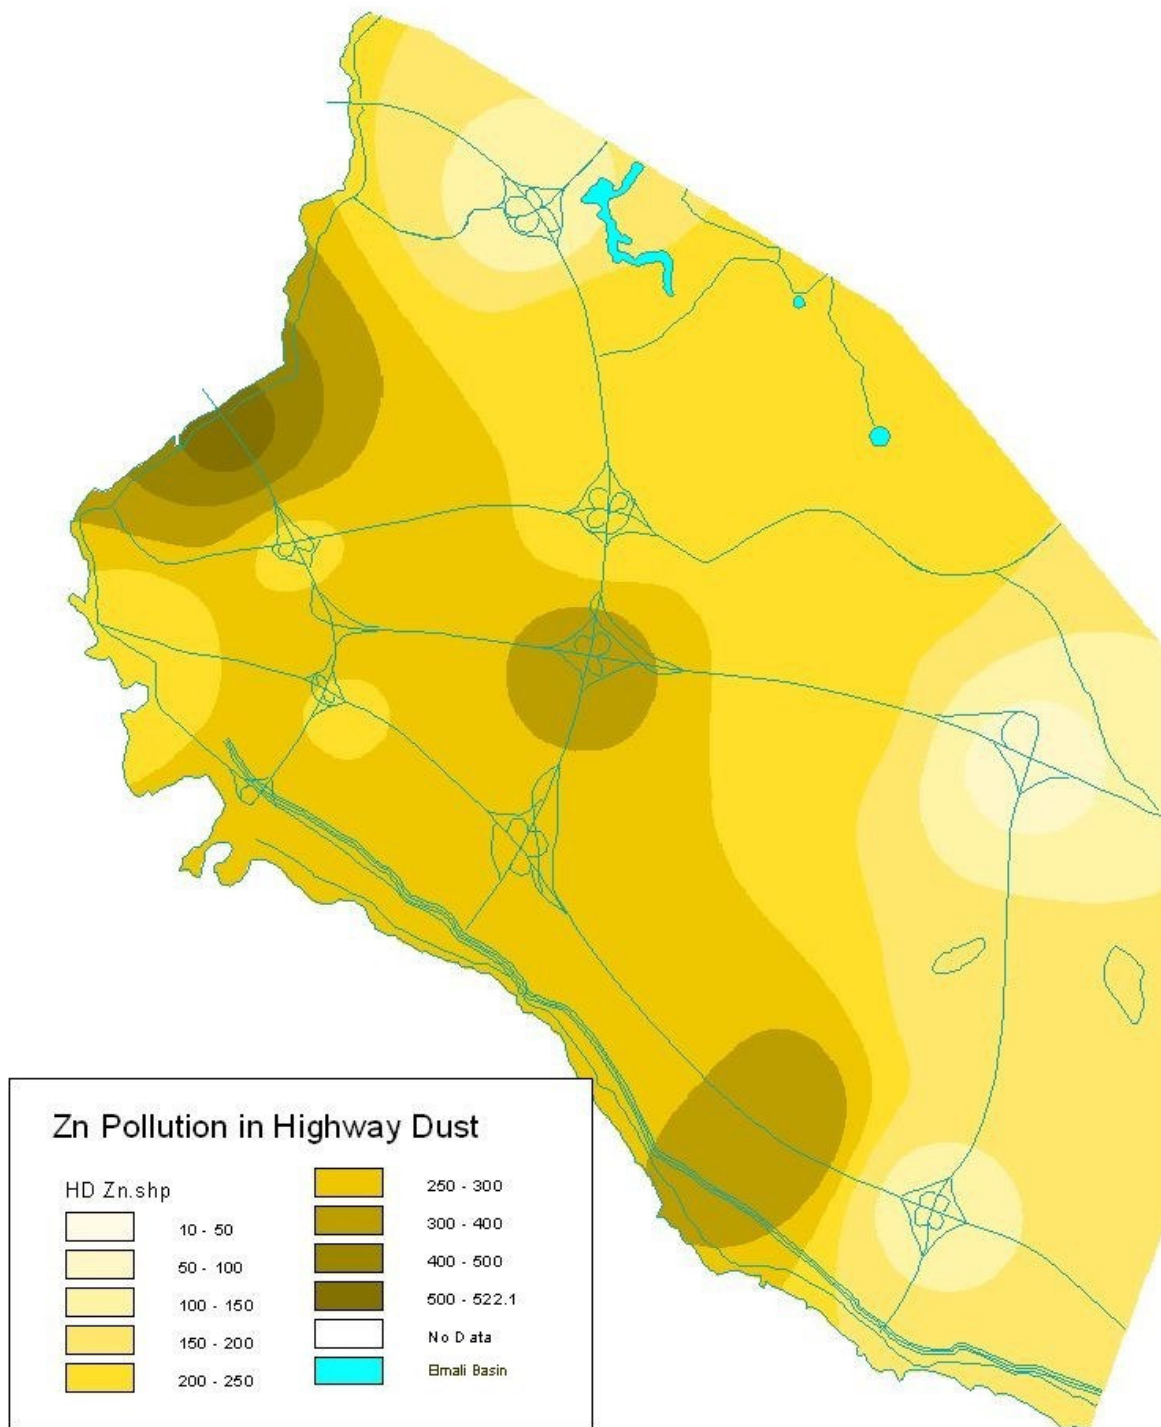 Zn Pollution in Highway Dust
HD Zn.shp
10 - 50
50 - 100
100 - 150
150 - 200
200 - 250
250 - 300
300 - 400
400 - 500
500 - 522.1
No Data
Elmali Basin